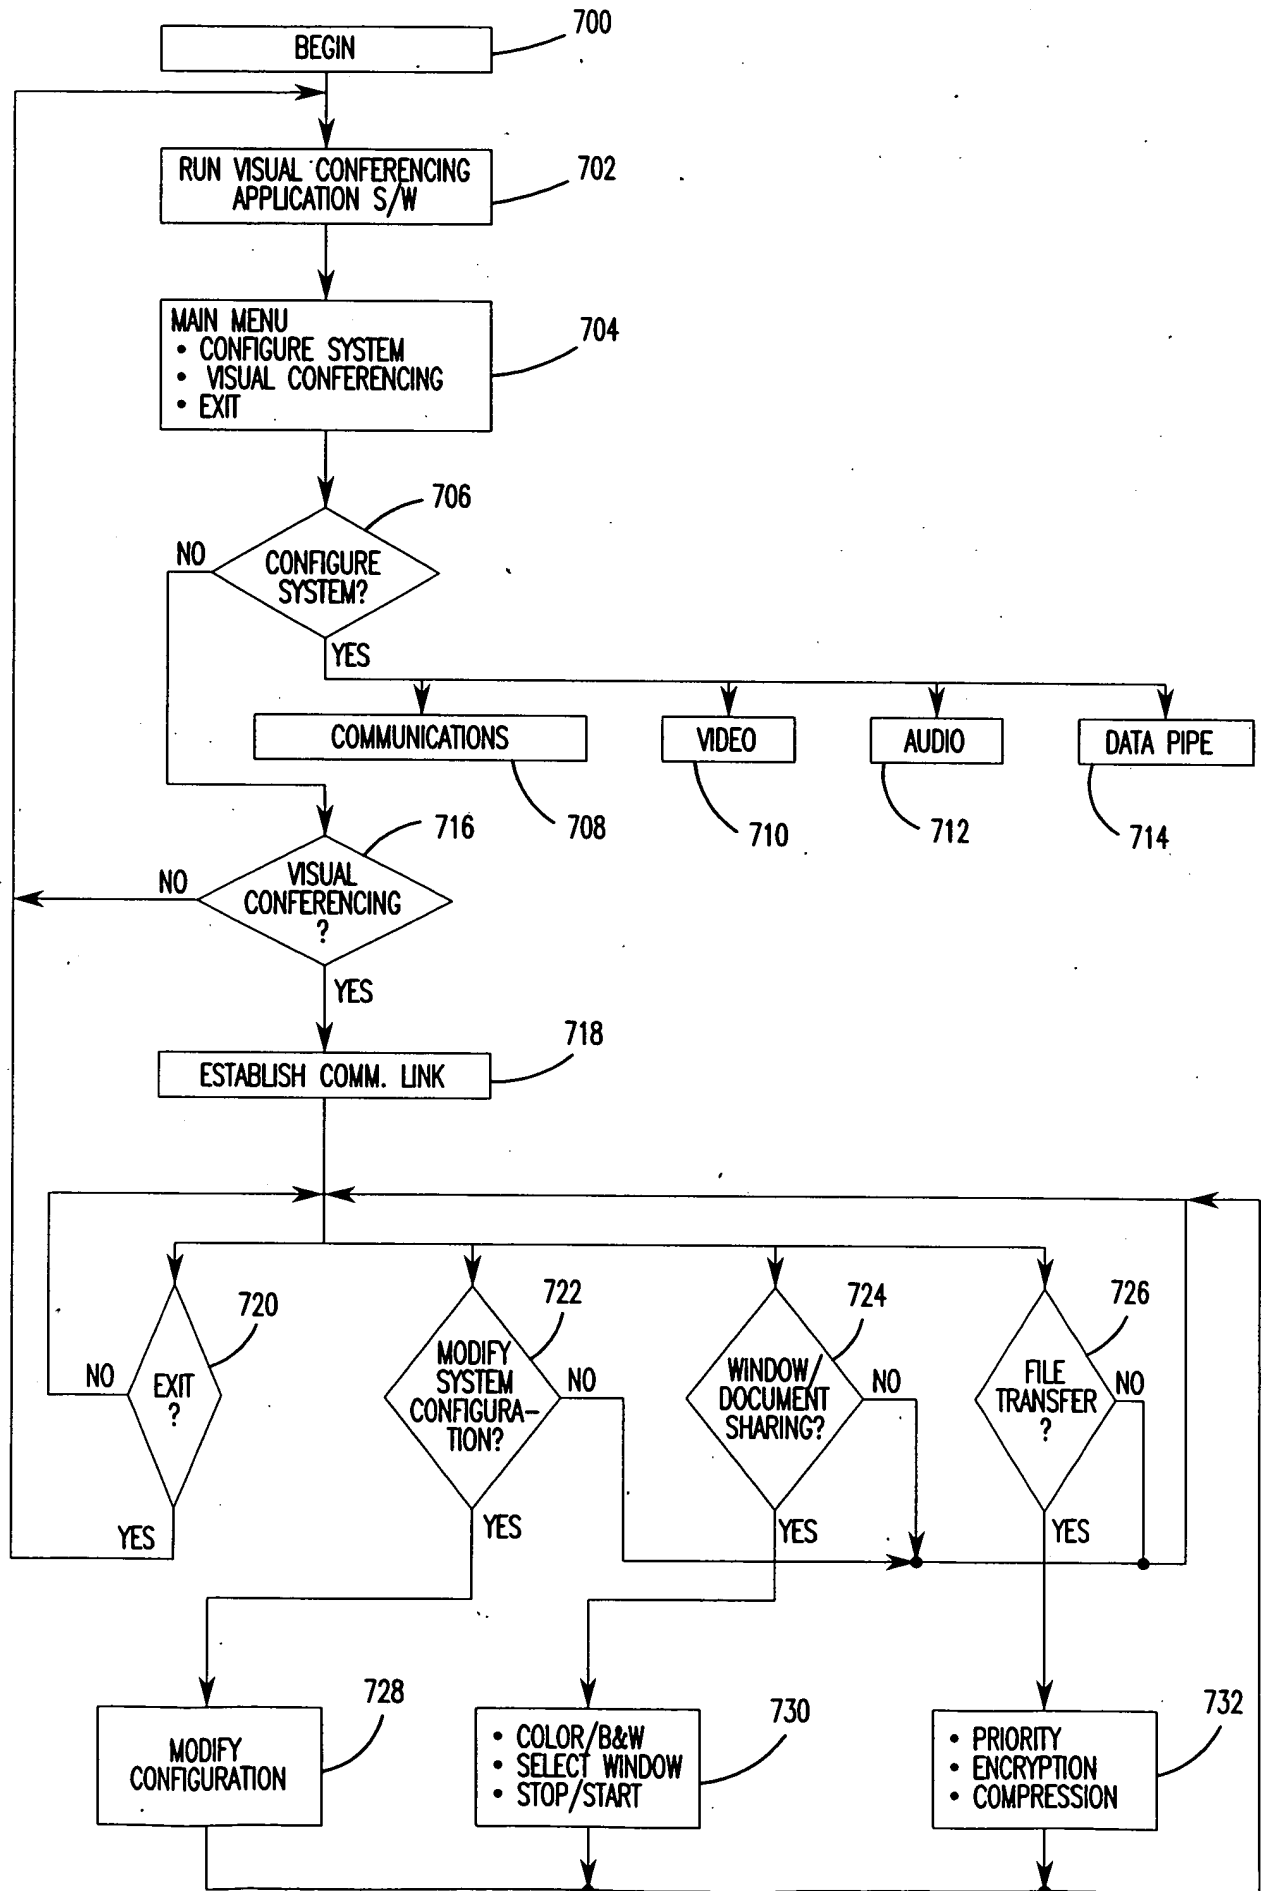 BEGIN
700
RUN VISUAL CONFERENCING
APPLICATION S/W
702
MAIN MENU
• CONFIGURE SYSTEM
• VISUAL CONFERENCING
• EXIT
704
706
NO
CONFIGURE
SYSTEM?
YES
COMMUNICATIONS
VIDEO
AUDIO
DATA PIPE
708
710
712
714
716
NO
VISUAL
CONFERENCING
?
YES
718
ESTABLISH COMM. LINK
720
722
724
726
NO
EXIT
?
YES
MODIFY
SYSTEM
CONFIGURA-
TION?
NO
YES
WINDOW/
DOCUMENT
SHARING?
NO
YES
FILE
TRANSFER
?
NO
YES
728
MODIFY
CONFIGURATION
730
• COLOR/B&W
• SELECT WINDOW
• STOP/START
732
• PRIORITY
• ENCRYPTION
• COMPRESSION